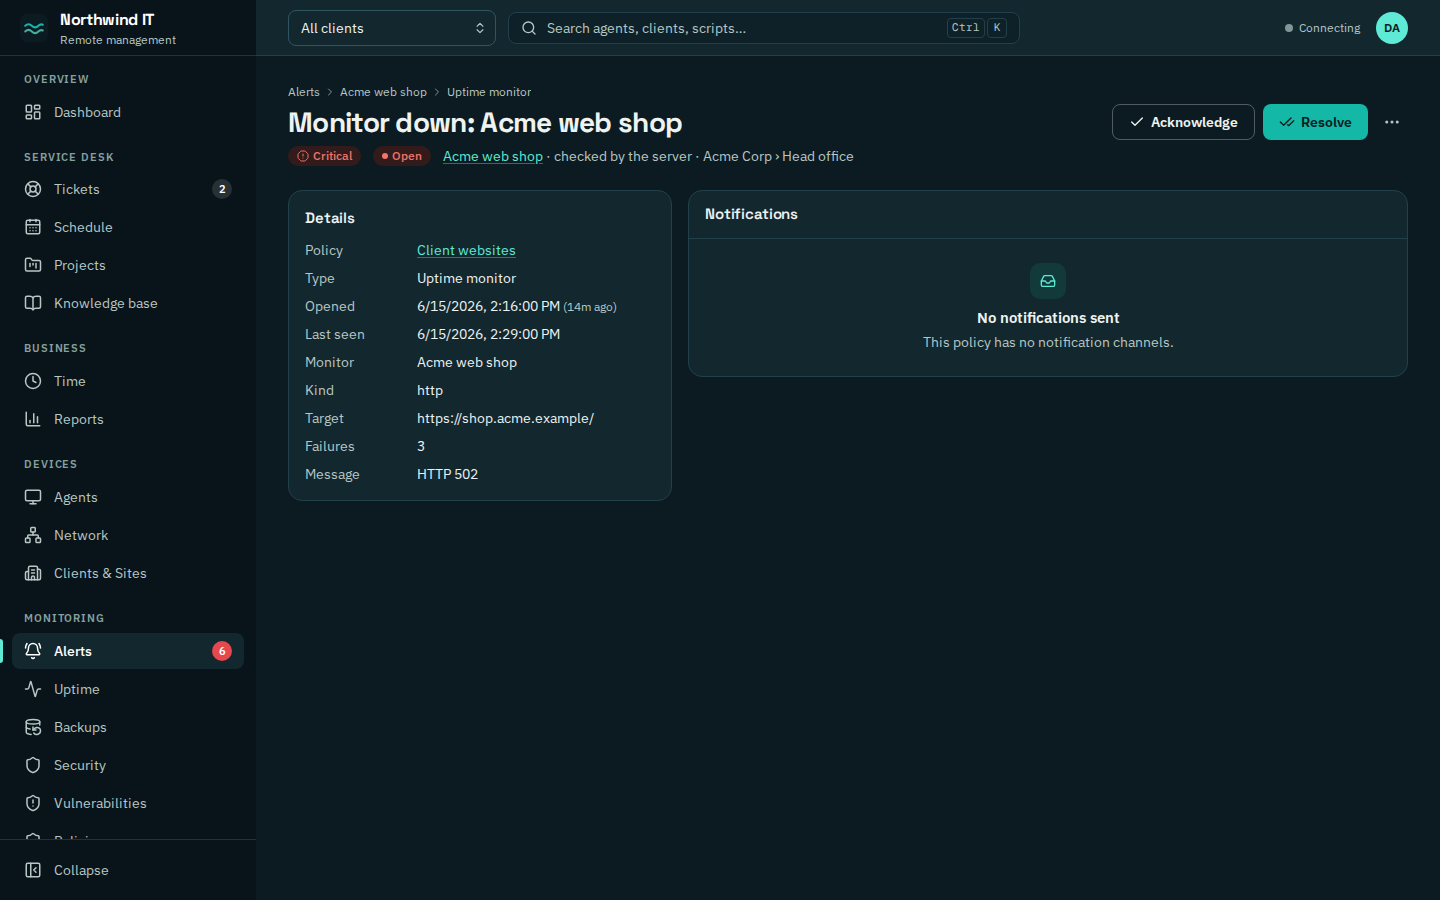 Northwind IT
Remote management
All clients
Search agents, clients, scripts...
Ctrl K
Connecting
DA
OVERVIEW
Dashboard
SERVICE DESK
Tickets 2
Schedule
Projects
Knowledge base
BUSINESS
Time
Reports
DEVICES
Agents
Network
Clients & Sites
MONITORING
Alerts 6
Uptime
Backups
Security
Vulnerabilities
Collapse
Alerts > Acme web shop > Uptime monitor
Monitor down: Acme web shop
Critical Open Acme web shop · checked by the server · Acme Corp › Head office
Acknowledge
Resolve
Details
Policy Client websites
Type Uptime monitor
Opened 6/15/2026, 2:16:00 PM (14m ago)
Last seen 6/15/2026, 2:29:00 PM
Monitor Acme web shop
Kind http
Target https://shop.acme.example/
Failures 3
Message HTTP 502
Notifications
No notifications sent
This policy has no notification channels.